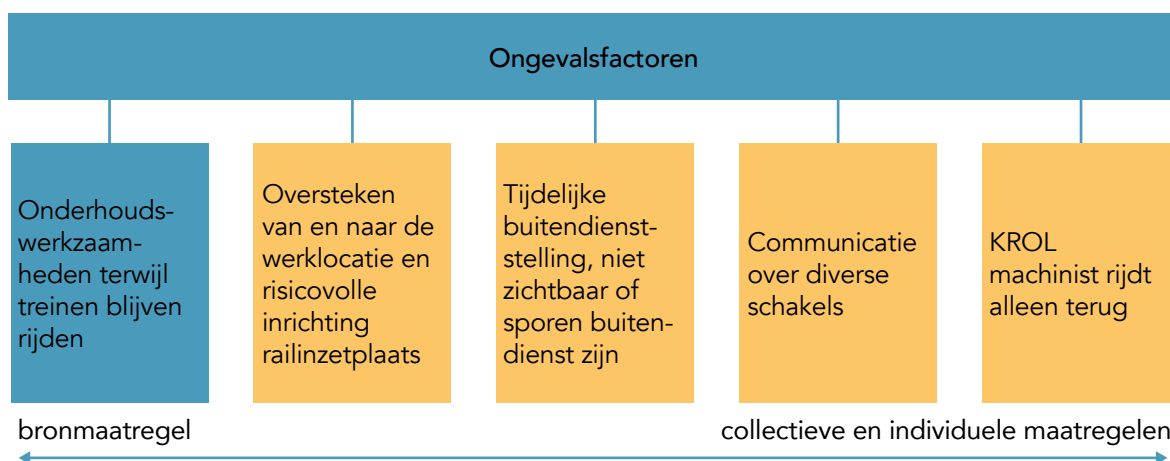 Ongevalsfactoren
Onderhouds-
werkzaam-
heden terwijl
treinen blijven
rijden
Oversteken
van en naar de
werklocatie en
risicovolle
inrichting
railinzetplaats
Tijdelijke
buitendienst-
stelling, niet
zichtbaar of
sporen buiten-
dienst zijn
Communicatie
over diverse
schakels
KROL
machinist rijdt
alleen terug
bronmaatregel
collectieve en individuele maatregelen